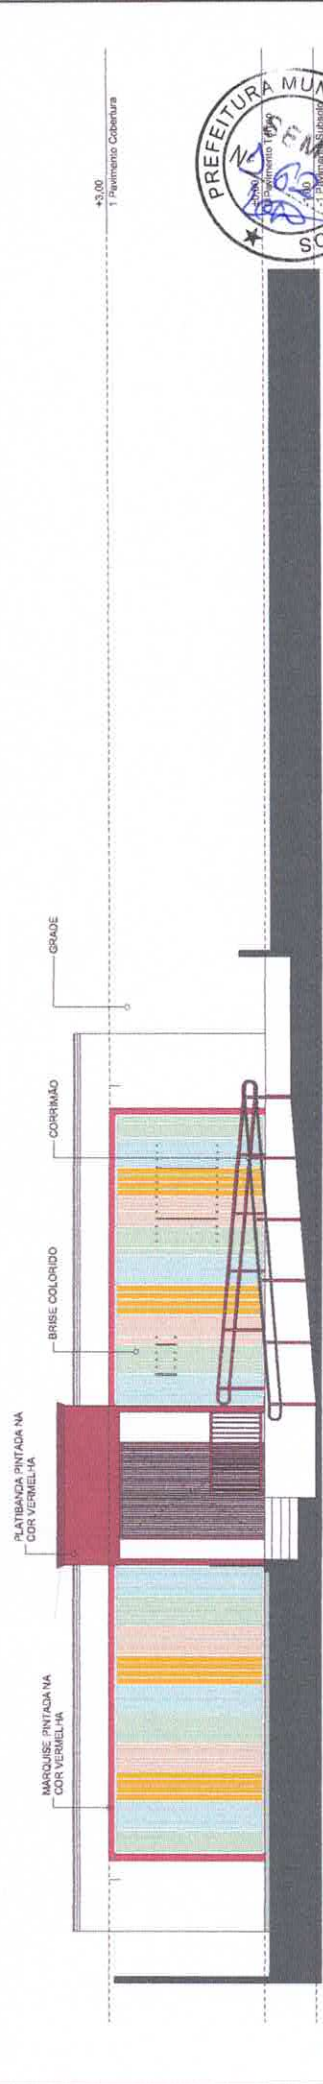 MARQUISE PINTADA NA
COR VERMELHA
PLATIBANDA PINTADA NA
COR VERMELHA
BRISE COLORIDO
CORRIMÃO
GRADE
+3,00
1 Pavimento Cobertura
PREFEITURA MUN
Nº